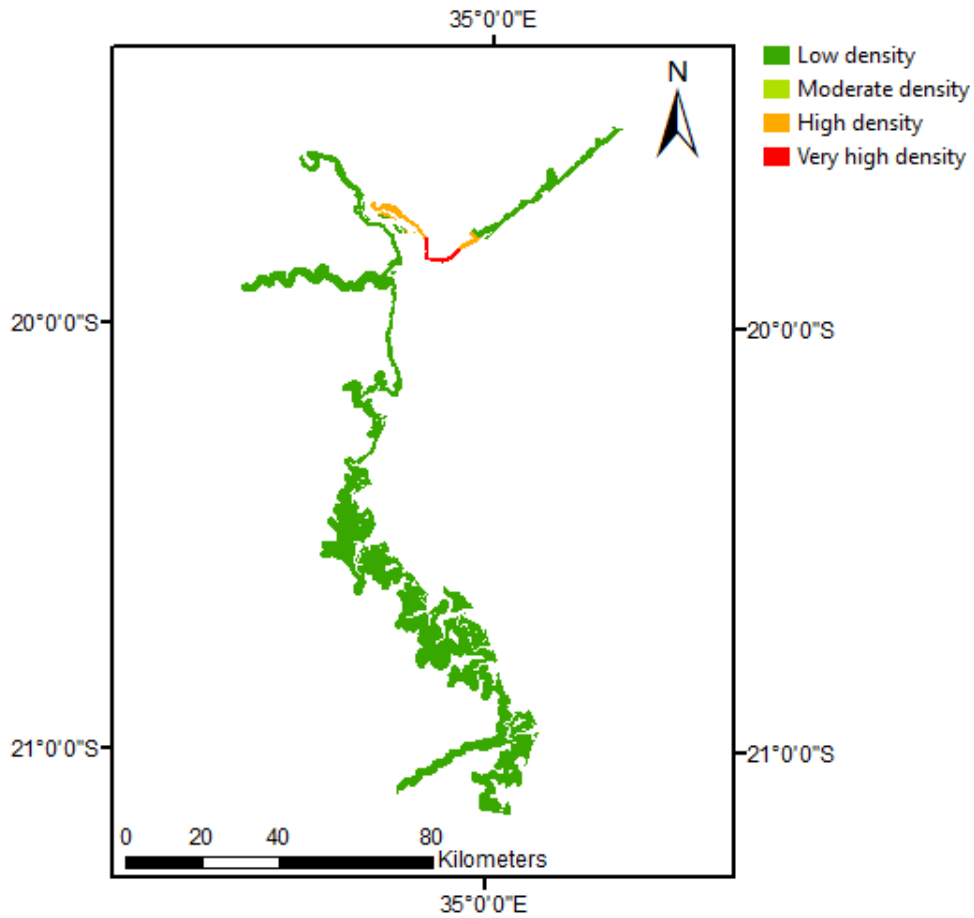 35°0'0"E
Low density
Moderate density
High density
Very high density
N
20°0'0"S
20°0'0"S
21°0'0"S
21°0'0"S
0 20 40 80
Kilometers
35°0'0"E